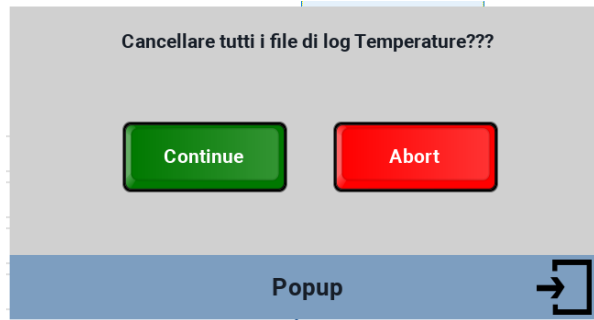 Cancellare tutti i file di log Temperature???
Continue
Abort
Popup